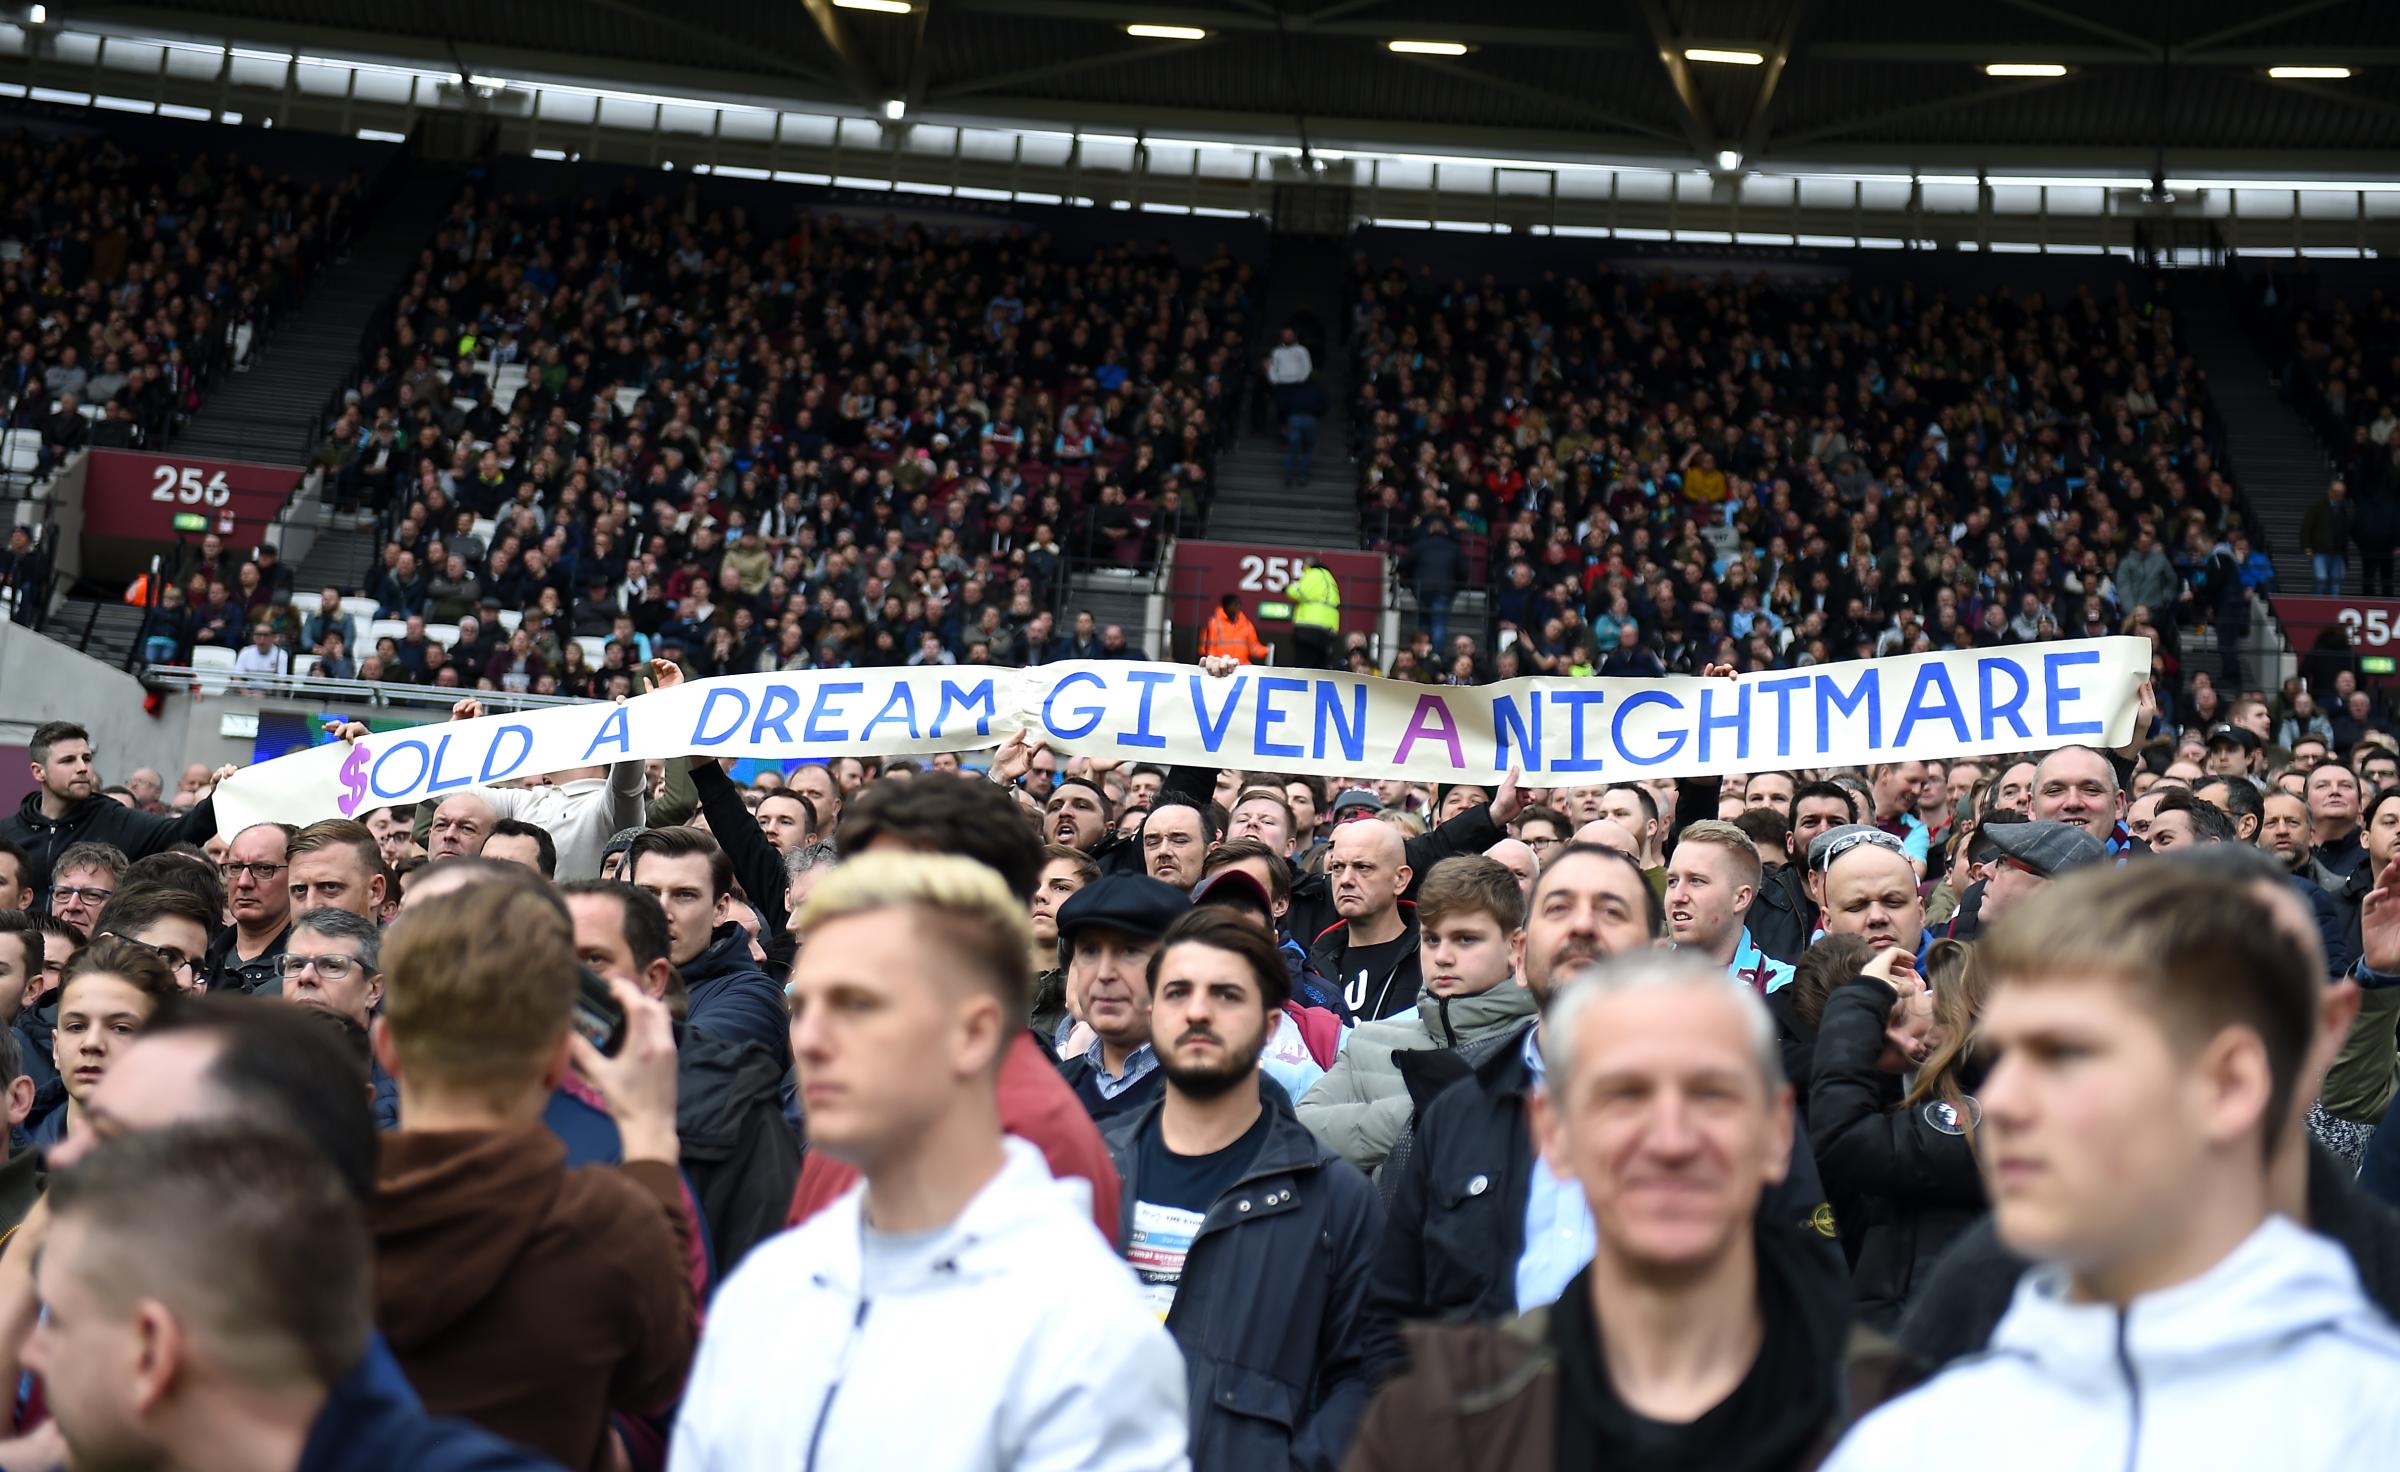 256
255
254
$OLD A DREAM GIVEN A NIGHTMARE